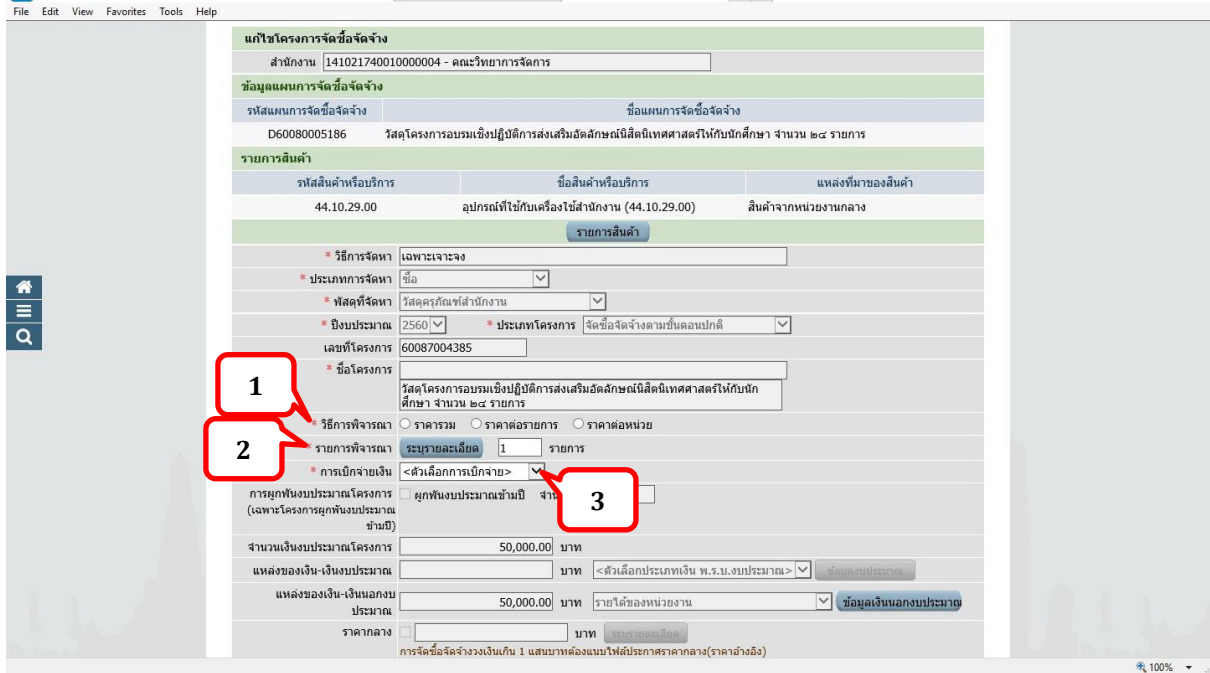 File Edit View Favorites Tools Help
แก้ไขโครงการจัดซื้อจัดจ้าง
สำนักงาน 141021740010000004 - คณะวิทยาการจัดการ
ข้อมูลแผนการจัดซื้อจัดจ้าง
รหัสแผนการจัดซื้อจัดจ้าง ชื่อแผนการจัดซื้อจัดจ้าง
D60080005186 วัสดุโครงการอบรมเชิงปฏิบัติการส่งเสริมอัตลักษณ์นิสิตนิเทศศาสตร์ให้กับนักศึกษา จำนวน ๒๔ รายการ
รายการสินค้า
รหัสสินค้าหรือบริการ ชื่อสินค้าหรือบริการ แหล่งที่มาของสินค้า
44.10.29.00 อุปกรณ์ที่ใช้กับเครื่องใช้สำนักงาน (44.10.29.00) สินค้าจากหน่วยงานกลาง
รายการสินค้า
* วิธีการจัดหา เฉพาะเจาะจง
* ประเภทการจัดหา ซื้อ
* พัสดุที่จัดหา วัสดุครุภัณฑ์สำนักงาน
* ปีงบประมาณ 2560 * ประเภทโครงการ จัดซื้อจัดจ้างตามขั้นตอนปกติ
เลขที่โครงการ 60087004385
* ชื่อโครงการ
วัสดุโครงการอบรมเชิงปฏิบัติการส่งเสริมอัตลักษณ์นิสิตนิเทศศาสตร์ให้กับนัก
ศึกษา จำนวน ๒๔ รายการ
1
* วิธีการพิจารณา ราคารวม ราคาต่อรายการ ราคาต่อหน่วย
2
* รายการพิจารณา ระบุรายละเอียด 1 รายการ
* การเบิกจ่ายเงิน <ตัวเลือกการเบิกจ่าย>
3
การผูกพันงบประมาณโครงการ ผูกพันงบประมาณข้ามปี
(เฉพาะโครงการผูกพันงบประมาณ
ข้ามปี)
จำนวนเงินงบประมาณโครงการ 50,000.00 บาท
แหล่งของเงิน-เงินงบประมาณ บาท <ตัวเลือกประเภทเงิน พ.ร.บ.งบประมาณ> ข้อมูลงบประมาณ
แหล่งของเงิน-เงินนอกงบ
ประมาณ 50,000.00 บาท รายได้ของหน่วยงาน ข้อมูลเงินนอกงบประมาณ
ราคากลาง บาท ระบุรายละเอียด
การจัดซื้อจัดจ้างวงเงินเกิน 1 แสนบาทต้องแนบไฟล์ประกาศราคากลาง(ราคาอ้างอิง)
100%